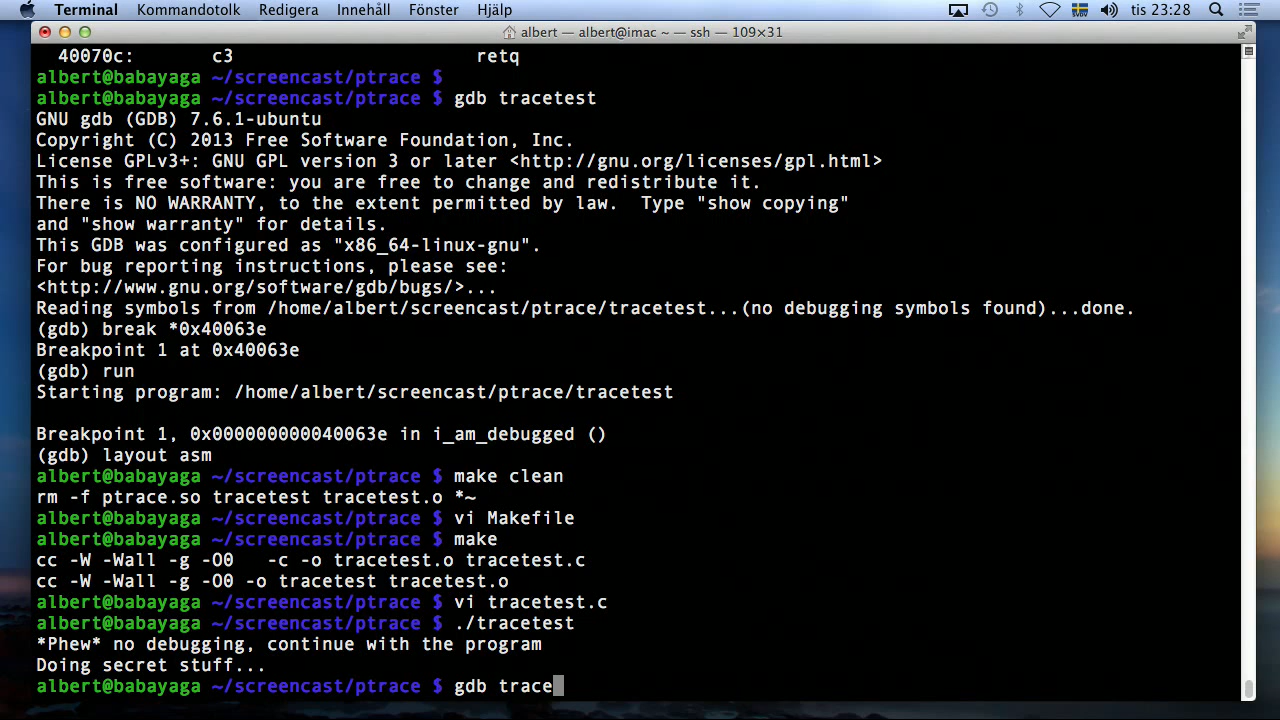 Terminal Kommandotolk Redigera Innehåll Fönster Hjälp tis 23:28
albert — albert@imac ~ — ssh — 109×31
40070c: c3 retq
albert@babayaga ~/screencast/ptrace $
albert@babayaga ~/screencast/ptrace $ gdb tracetest
GNU gdb (GDB) 7.6.1-ubuntu
Copyright (C) 2013 Free Software Foundation, Inc.
License GPLv3+: GNU GPL version 3 or later <http://gnu.org/licenses/gpl.html>
This is free software: you are free to change and redistribute it.
There is NO WARRANTY, to the extent permitted by law.  Type "show copying"
and "show warranty" for details.
This GDB was configured as "x86_64-linux-gnu".
For bug reporting instructions, please see:
<http://www.gnu.org/software/gdb/bugs/>...
Reading symbols from /home/albert/screencast/ptrace/tracetest...(no debugging symbols found)...done.
(gdb) break *0x40063e
Breakpoint 1 at 0x40063e
(gdb) run
Starting program: /home/albert/screencast/ptrace/tracetest
Breakpoint 1, 0x000000000040063e in i_am_debugged ()
(gdb) layout asm
albert@babayaga ~/screencast/ptrace $ make clean
rm -f ptrace.so tracetest tracetest.o *~
albert@babayaga ~/screencast/ptrace $ vi Makefile
albert@babayaga ~/screencast/ptrace $ make
cc -W -Wall -g -O0   -c -o tracetest.o tracetest.c
cc -W -Wall -g -O0 -o tracetest tracetest.o
albert@babayaga ~/screencast/ptrace $ vi tracetest.c
albert@babayaga ~/screencast/ptrace $ ./tracetest
*Phew* no debugging, continue with the program
Doing secret stuff...
albert@babayaga ~/screencast/ptrace $ gdb trace